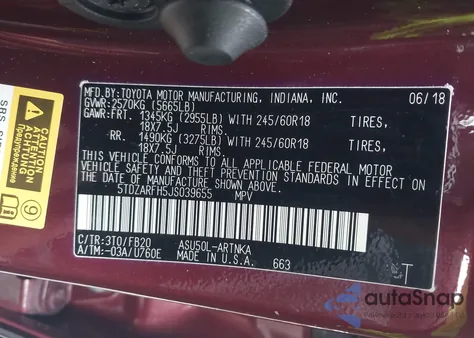 MFD.BY:TOYOTA MOTOR MANUFACTURING, INDIANA, INC. 06/18
GVWR:2570KG (5665LB)
GAWR:FRT. 1345KG (2955LB) WITH 245/60R18 TIRES,
18X7.5J RIMS
RR. 1490KG (3275LB) WITH 245/60R18 TIRES,
18X7.5J RIMS
THIS VEHICLE CONFORMS TO ALL APPLICABLE FEDERAL MOTOR
VEHICLE SAFETY AND THEFT PREVENTION STANDARDS IN EFFECT
ON THE DATE OF MANUFACTURE SHOWN ABOVE.
5TDZARFH5JS039655 MPV
C/TR:3T0/FB20 ASU50L-ARTNKA
A/TM:-03A/U760E MADE IN U.S.A. 663
T
CAUTION
ATTENTION
9
SRS
autoSnap